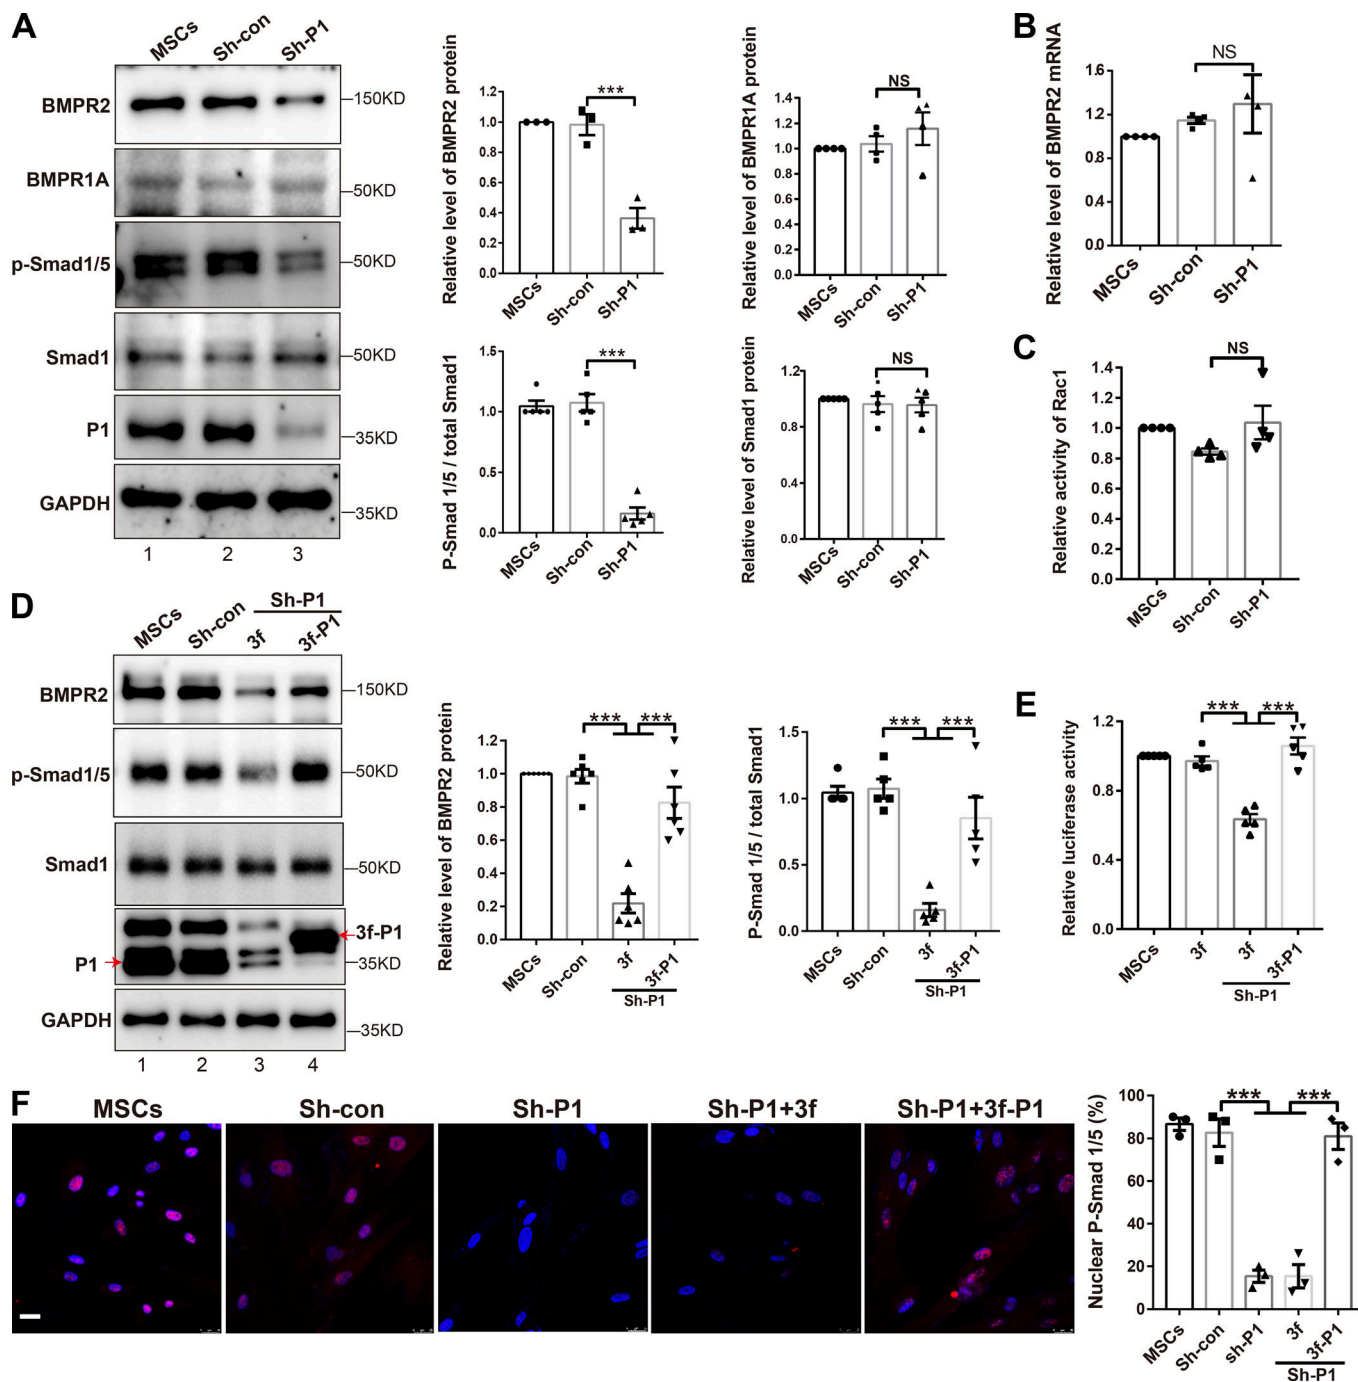 A
MSCs
Sh-con
Sh-P1
BMPR2
150KD
BMPR1A
50KD
p-Smad1/5
50KD
Smad1
50KD
P1
35KD
GAPDH
35KD
1 2 3
Relative level of BMPR2 protein
1.2
1.0
0.8
0.6
0.4
0.2
0.0
***
MSCs
Sh-con
Sh-P1
Relative level of BMPR1A protein
1.4
1.2
1.0
0.8
0.6
0.4
0.2
0.0
NS
MSCs
Sh-con
Sh-P1
P-Smad 1/5 / total Smad1
1.5
1.0
0.5
0.0
***
MSCs
Sh-con
Sh-P1
Relative level of Smad1 protein
1.2
0.8
0.4
0.0
NS
MSCs
Sh-con
Sh-P1
B
Relative level of BMPR2 mRNA
1.6
1.2
0.8
0.4
0.0
NS
MSCs
Sh-con
Sh-P1
C
Relative activity of Rac1
1.4
1.2
1.0
0.8
0.6
0.4
0.2
0.0
NS
MSCs
Sh-con
Sh-P1
D
Sh-P1
MSCs
Sh-con
3f
3f-P1
BMPR2
150KD
p-Smad1/5
50KD
Smad1
50KD
3f-P1
P1
35KD
GAPDH
35KD
1 2 3 4
Relative level of BMPR2 protein
1.2
1.0
0.8
0.6
0.4
0.2
0.0
*** ***
MSCs
Sh-con
3f
3f-P1
Sh-P1
P-Smad 1/5 / total Smad1
1.5
1.0
0.5
0.0
*** ***
MSCs
Sh-con
3f
3f-P1
Sh-P1
E
Relative luciferase activity
1.2
0.8
0.4
0.0
*** ***
MSCs
3f
3f
3f-P1
Sh-P1
F
MSCs
Sh-con
Sh-P1
Sh-P1+3f
Sh-P1+3f-P1
Nuclear P-Smad 1/5 (%)
100
80
60
40
20
0
*** ***
MSCs
Sh-con
sh-P1
3f
3f-P1
Sh-P1